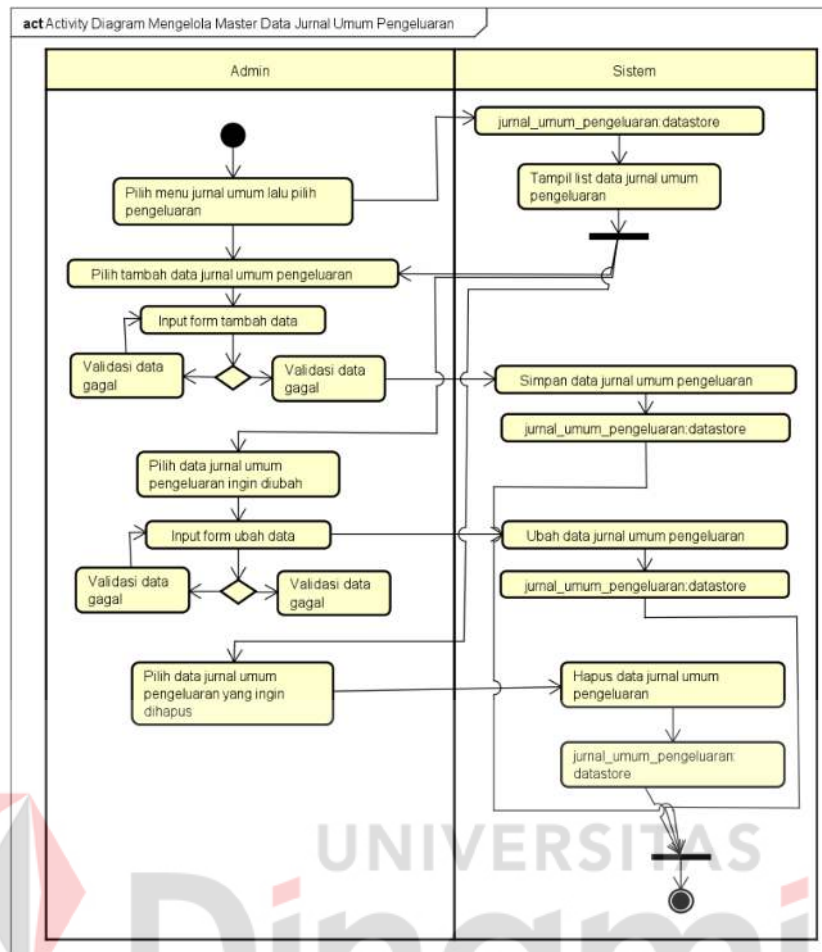 act Activity Diagram Mengelola Master Data Jurnal Umum Pengeluaran
Admin
Sistem
jurnal_umum_pengeluaran:datastore
Pilih menu jurnal umum lalu pilih
pengeluaran
Tampil list data jurnal umum
pengeluaran
Pilih tambah data jurnal umum pengeluaran
Input form tambah data
Validasi data
gagal
Validasi data
gagal
Simpan data jurnal umum pengeluaran
jurnal_umum_pengeluaran:datastore
Pilih data jurnal umum
pengeluaran ingin diubah
Input form ubah data
Ubah data jurnal umum pengeluaran
Validasi data
gagal
Validasi data
gagal
jurnal_umum_pengeluaran:datastore
Pilih data jurnal umum
pengeluaran yang ingin
dihapus
Hapus data jurnal umum
pengeluaran
jurnal_umum_pengeluaran:
datastore
UNIVERSITAS